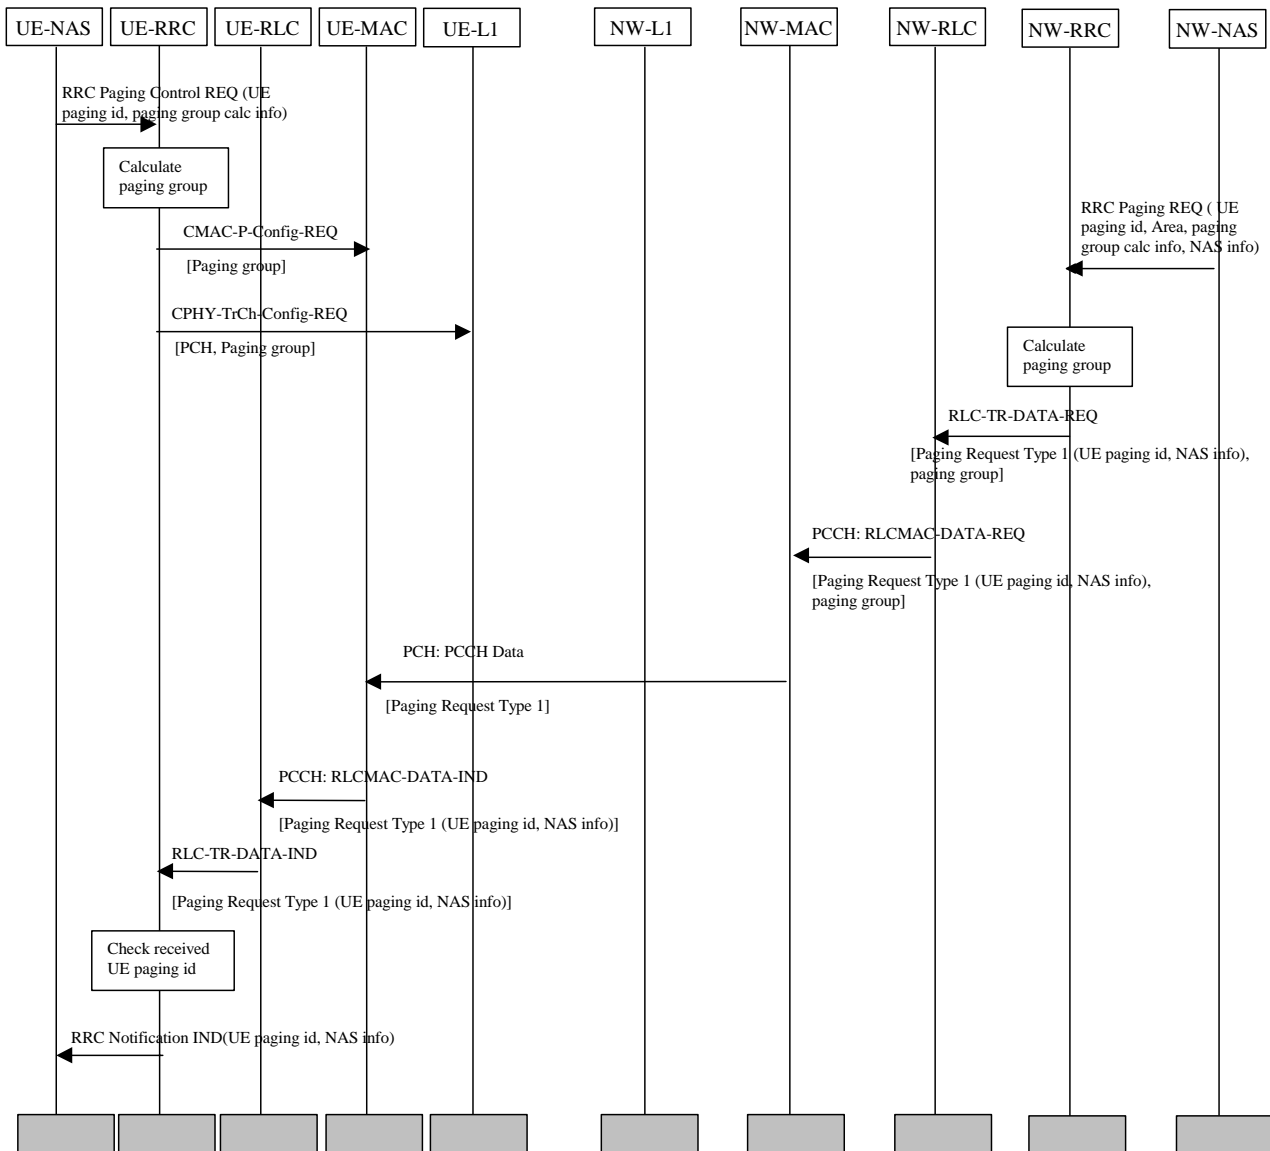 UE-NAS
UE-RRC
UE-RLC
UE-MAC
UE-L1
NW-L1
NW-MAC
NW-RLC
NW-RRC
NW-NAS
RRC Paging Control REQ (UE
paging id, paging group calc info)
Calculate
paging group
RRC Paging REQ ( UE
paging id, Area, paging
group calc info, NAS info)
CMAC-P-Config-REQ
[Paging group]
CPHY-TrCh-Config-REQ
[PCH, Paging group]
Calculate
paging group
RLC-TR-DATA-REQ
[Paging Request Type 1 (UE paging id, NAS info),
paging group]
PCCH: RLCMAC-DATA-REQ
[Paging Request Type 1 (UE paging id, NAS info),
paging group]
PCH: PCCH Data
[Paging Request Type 1]
PCCH: RLCMAC-DATA-IND
[Paging Request Type 1 (UE paging id, NAS info)]
RLC-TR-DATA-IND
[Paging Request Type 1 (UE paging id, NAS info)]
Check received
UE paging id
RRC Notification IND(UE paging id, NAS info)